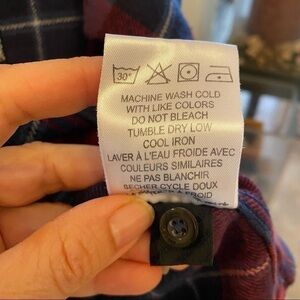 30°
MACHINE WASH COLD
WITH LIKE COLORS
DO NOT BLEACH
TUMBLE DRY LOW
COOL IRON
LAVER À L'EAU FROIDE AVEC
COULEURS SIMILAIRES
NE PAS BLANCHIR
SECHER CYCLE DOUX
FROID